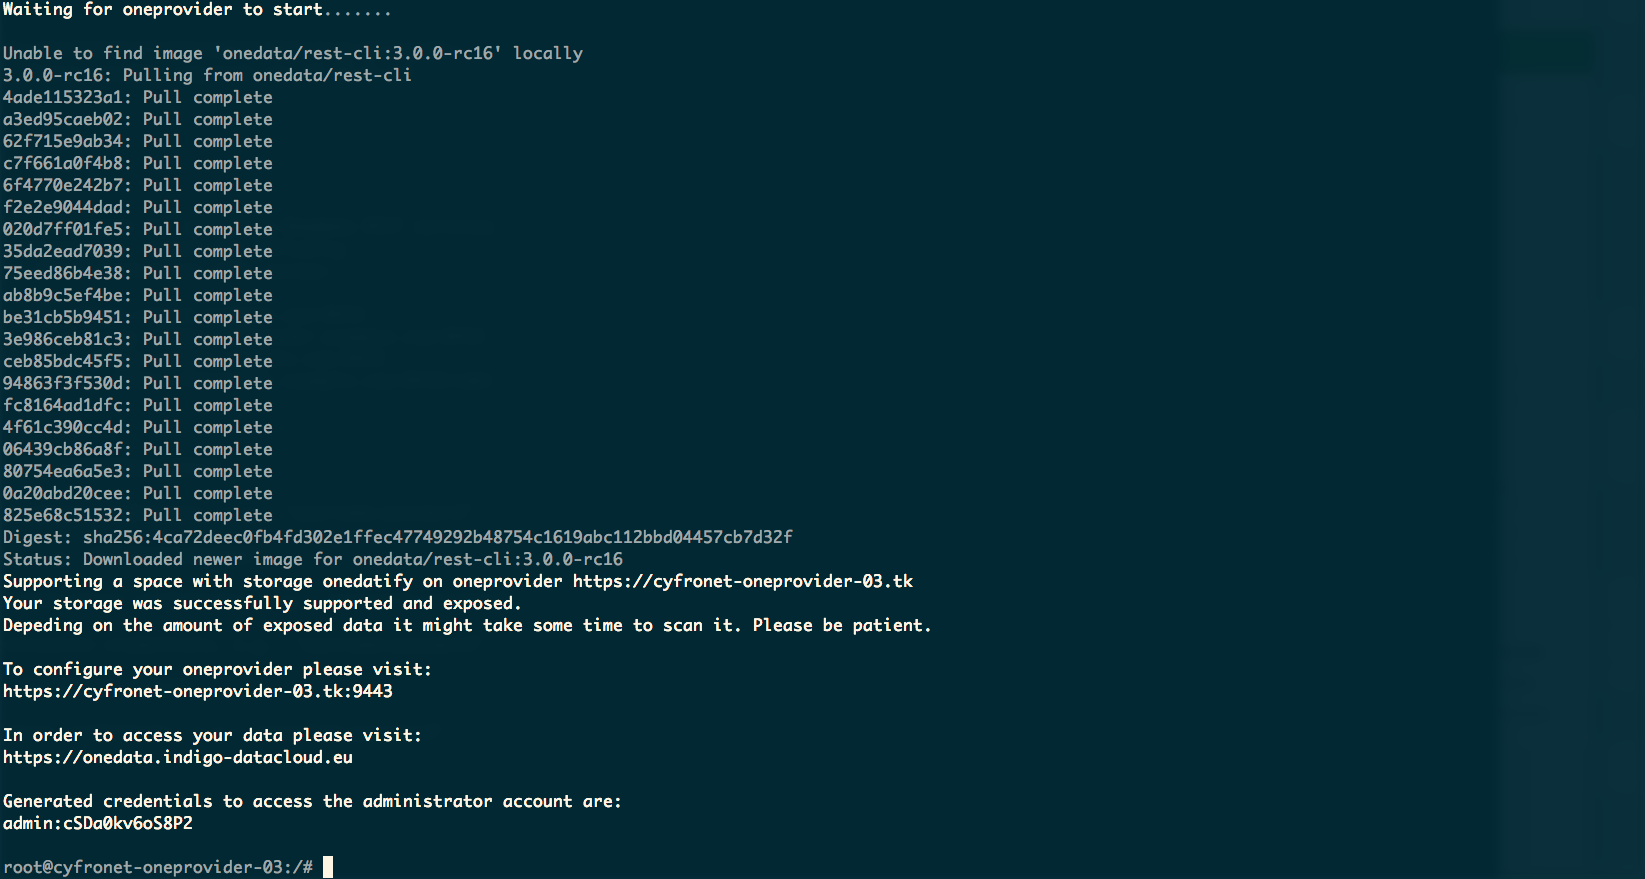 Waiting for oneprovider to start.......
Unable to find image 'onedata/rest-cli:3.0.0-rc16' locally
3.0.0-rc16: Pulling from onedata/rest-cli
4ade115323a1: Pull complete
a3ed95caeb02: Pull complete
62f715e9ab34: Pull complete
c7f661a0f4b8: Pull complete
6f4770e242b7: Pull complete
f2e2e9044dad: Pull complete
020d7ff01fe5: Pull complete
35da2ead7039: Pull complete
75eed86b4e38: Pull complete
ab8b9c5ef4be: Pull complete
be31cb5b9451: Pull complete
3e986ceb81c3: Pull complete
ceb85bdc45f5: Pull complete
94863f3f530d: Pull complete
fc8164ad1dfc: Pull complete
4f61c390cc4d: Pull complete
06439cb86a8f: Pull complete
80754ea6a5e3: Pull complete
0a20abd20cee: Pull complete
825e68c51532: Pull complete
Digest: sha256:4ca72deec0fb4fd302e1ffec47749292b48754c1619abc112bbd04457cb7d32f
Status: Downloaded newer image for onedata/rest-cli:3.0.0-rc16
Supporting a space with storage onedatify on oneprovider https://cyfronet-oneprovider-03.tk
Your storage was successfully supported and exposed.
Depeding on the amount of exposed data it might take some time to scan it. Please be patient.
To configure your oneprovider please visit:
https://cyfronet-oneprovider-03.tk:9443
In order to access your data please visit:
https://onedata.indigo-datacloud.eu
Generated credentials to access the administrator account are:
admin:cSDa0kv6oS8P2
root@cyfronet-oneprovider-03:/#